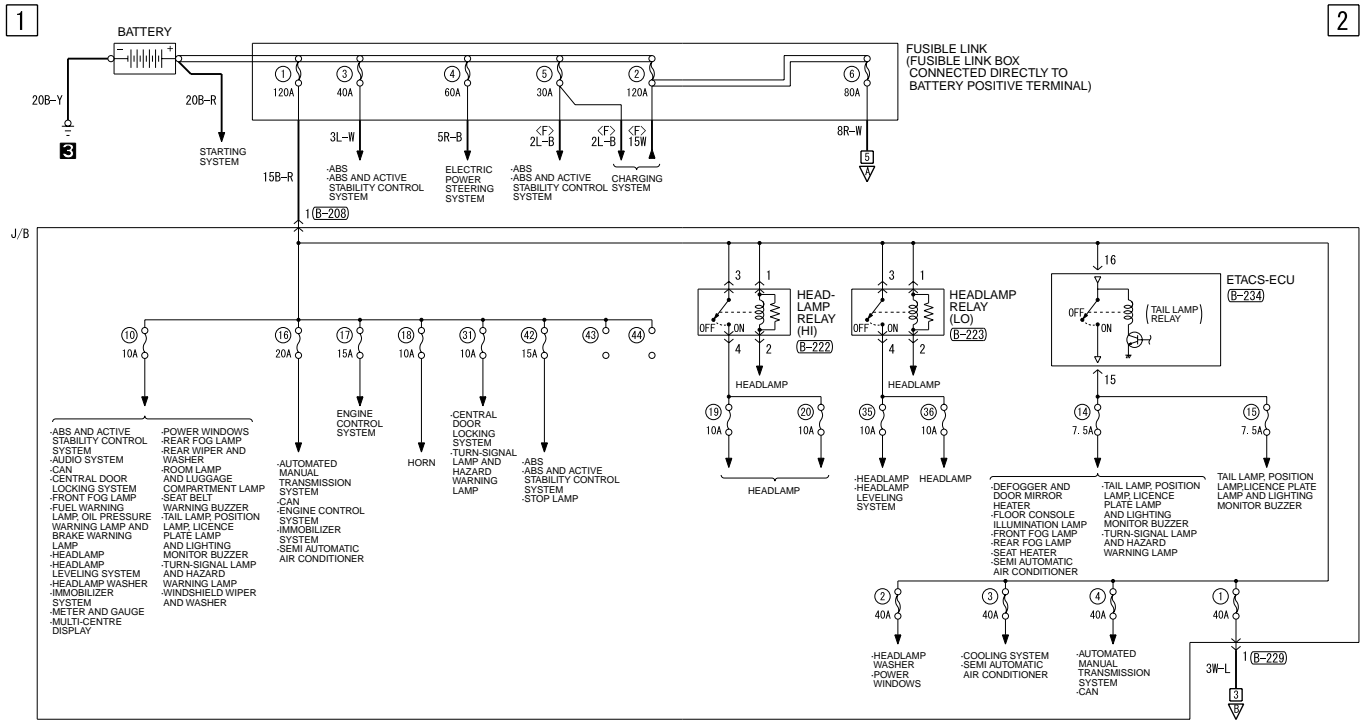 1
2
BATTERY
- +
20B-Y
20B-R
3
STARTING
SYSTEM
FUSIBLE LINK
(FUSIBLE LINK BOX
CONNECTED DIRECTLY TO
BATTERY POSITIVE TERMINAL)
1
120A
3
40A
4
60A
5
30A
2
120A
6
80A
15B-R
3L-W
5R-B
<F>
2L-B
<F>
2L-B
<F>
15W
8R-W
5
A
-ABS
-ABS AND ACTIVE
STABILITY CONTROL
SYSTEM
ELECTRIC
POWER
STEERING
SYSTEM
-ABS
-ABS AND ACTIVE
STABILITY CONTROL
SYSTEM
CHARGING
SYSTEM
1 (B-208)
J/B
3 1
OFF ON
4 2
HEAD-
LAMP
RELAY
(HI)
(B-222)
HEADLAMP
3 1
OFF ON
4 2
HEADLAMP
RELAY
(LO)
(B-223)
HEADLAMP
16
OFF ON
(TAIL LAMP
RELAY)
15
ETACS-ECU
(B-234)
10
10A
16
20A
17
15A
18
10A
31
10A
42
15A
43
44
19
10A
20
10A
35
10A
36
10A
14
7.5A
15
7.5A
-ABS AND ACTIVE
STABILITY CONTROL
SYSTEM
-AUDIO SYSTEM
-CAN
-CENTRAL DOOR
LOCKING SYSTEM
-FRONT FOG LAMP
-FUEL WARNING
LAMP, OIL PRESSURE
WARNING LAMP AND
BRAKE WARNING
LAMP
-HEADLAMP
-HEADLAMP
LEVELING SYSTEM
-HEADLAMP WASHER
-IMMOBILIZER
SYSTEM
-METER AND GAUGE
-MULTI-CENTRE
DISPLAY
-POWER WINDOWS
-REAR FOG LAMP
-REAR WIPER AND
WASHER
-ROOM LAMP
AND LUGGAGE
COMPARTMENT LAMP
-SEAT BELT
WARNING BUZZER
-TAIL LAMP, POSITION
LAMP, LICENCE
PLATE LAMP
AND LIGHTING
MONITOR BUZZER
-TURN-SIGNAL LAMP
AND HAZARD
WARNING LAMP
-WINDSHIELD WIPER
AND WASHER
-AUTOMATED
MANUAL
TRANSMISSION
SYSTEM
-CAN
-ENGINE CONTROL
SYSTEM
-IMMOBILIZER
SYSTEM
-SEMI AUTOMATIC
AIR CONDITIONER
ENGINE
CONTROL
SYSTEM
HORN
-CENTRAL
DOOR
LOCKING
SYSTEM
-TURN-SIGNAL
LAMP AND
HAZARD
WARNING
LAMP
-ABS
-ABS AND ACTIVE
STABILITY CONTROL
SYSTEM
-STOP LAMP
HEADLAMP
-HEADLAMP
-HEADLAMP
LEVELING
SYSTEM
HEADLAMP
-DEFOGGER AND
DOOR MIRROR
HEATER
-FLOOR CONSOLE
ILLUMINATION LAMP
-FRONT FOG LAMP
-REAR FOG LAMP
-SEAT HEATER
-SEMI AUTOMATIC
AIR CONDITIONER
-TAIL LAMP, POSITION
LAMP, LICENCE
PLATE LAMP
AND LIGHTING
MONITOR BUZZER
-TURN-SIGNAL LAMP
AND HAZARD
WARNING LAMP
TAIL LAMP, POSITION
LAMP,LICENCE PLATE
LAMP AND LIGHTING
MONITOR BUZZER
2
40A
3
40A
4
40A
1
40A
-HEADLAMP
WASHER
-POWER
WINDOWS
-COOLING SYSTEM
-SEMI AUTOMATIC
AIR CONDITIONER
-AUTOMATED
MANUAL
TRANSMISSION
SYSTEM
-CAN
1 (B-229)
3W-L
3
B